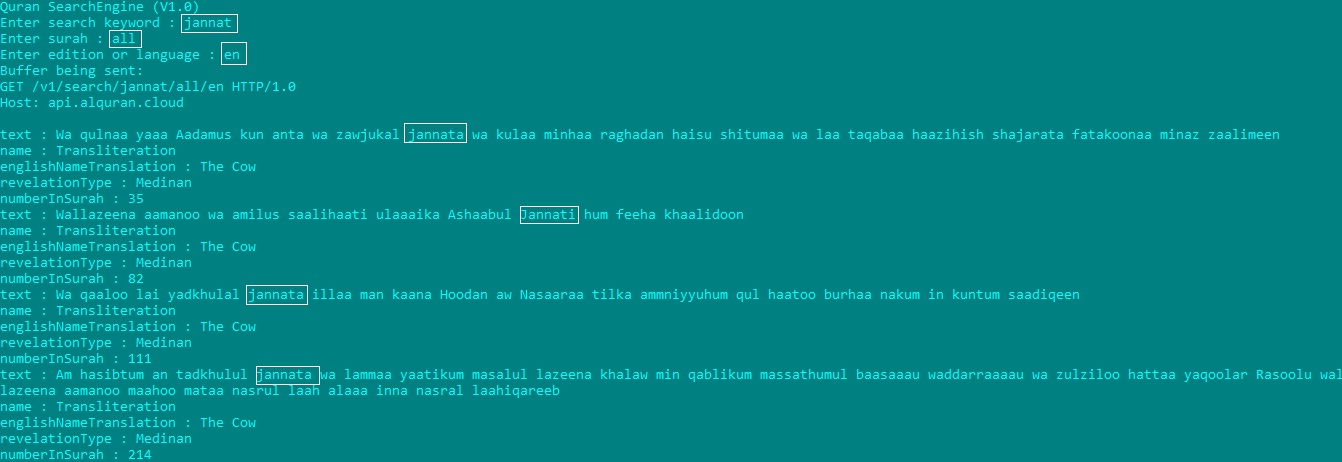 Quran SearchEngine (V1.0)
Enter search keyword : jannat
Enter surah : all
Enter edition or language : en
Buffer being sent:
GET /v1/search/jannat/all/en HTTP/1.0
Host: api.alquran.cloud
text : Wa qulnaa yaaa Aadamus kun anta wa zawjukal jannata wa kulaa minhaa raghadan haisu shitumaa wa laa taqabaa haazihish shajarata fatakoonaa minaz zaalimeen
name : Transliteration
englishNameTranslation : The Cow
revelationType : Medinan
numberInSurah : 35
text : Wallazeena aamanoo wa amilus saalihaati ulaaaika Ashaabul Jannati hum feeha khaalidoon
name : Transliteration
englishNameTranslation : The Cow
revelationType : Medinan
numberInSurah : 82
text : Wa qaaloo lai yadkhulal jannata illaa man kaana Hoodan aw Nasaaraa tilka ammniyyuhum qul haatoo burhaa nakum in kuntum saadiqeen
name : Transliteration
englishNameTranslation : The Cow
revelationType : Medinan
numberInSurah : 111
text : Am hasibtum an tadkhulul jannata wa lammaa yaatikum masalul lazeena khalaw min qablikum massathumul baasaaau waddarraaaau wa zulziloo hattaa yaqoolar Rasoolu wal
lazeena aamanoo maahoo mataa nasrul laah alaaa inna nasral laahiqareeb
name : Transliteration
englishNameTranslation : The Cow
revelationType : Medinan
numberInSurah : 214